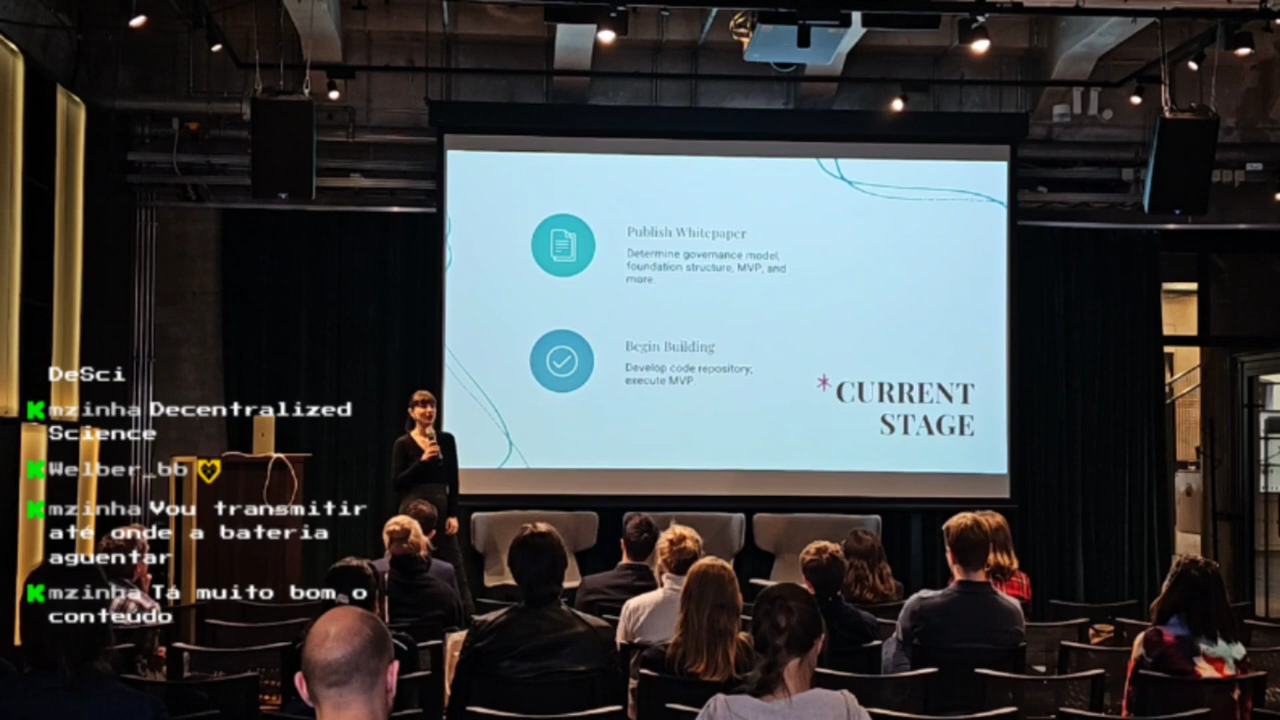 Publish Whitepaper
Determine governance model,
foundation structure, MVP, and
more.
Begin Building
Develop code repository;
execute MVP
*CURRENT
STAGE
DeSci
mzinha Decentralized
Science
Welber_bb
mzinha Vou transmitir
até onde a bateria
aguentar
mzinha Tá muito bom o
conteúdo